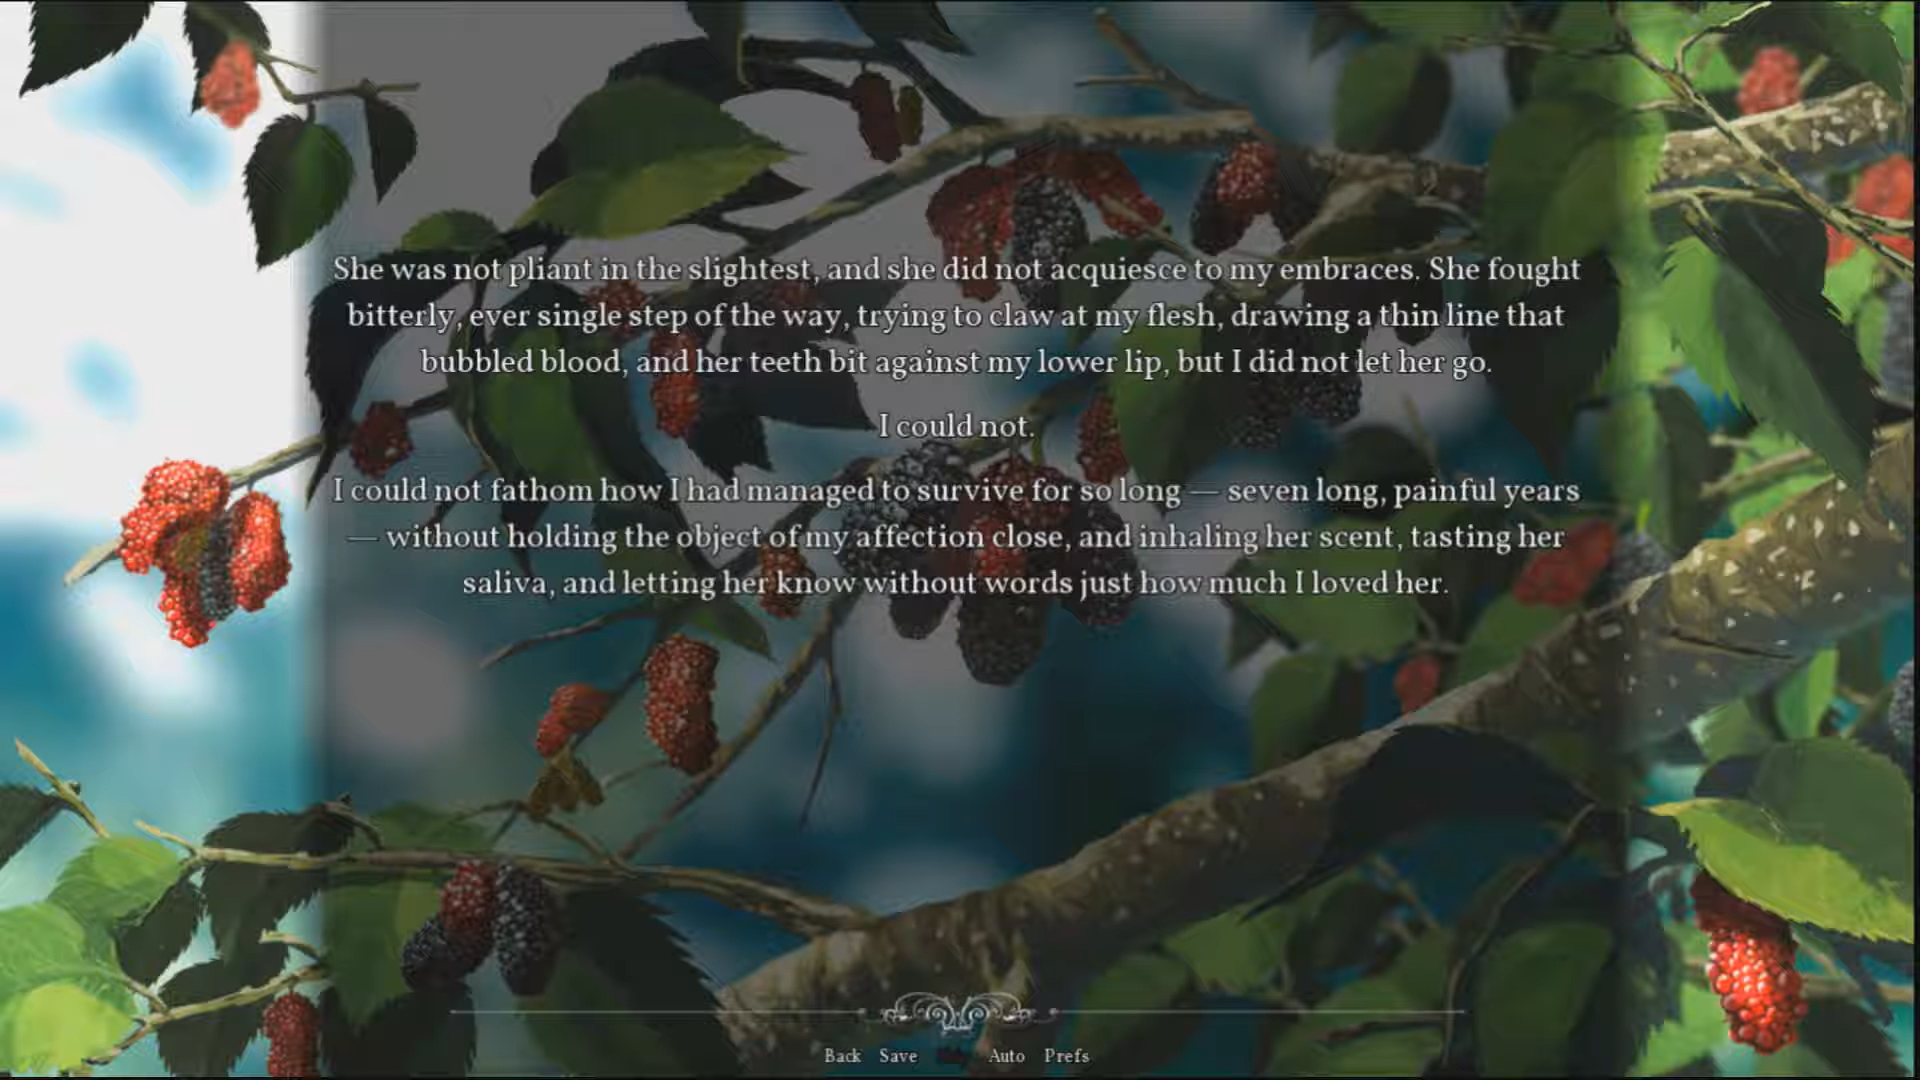 She was not pliant in the slightest, and she did not acquiesce to my embraces. She fought
bitterly, ever single step of the way, trying to claw at my flesh, drawing a thin line that
bubbled blood, and her teeth bit against my lower lip, but I did not let her go.
I could not.
I could not fathom how I had managed to survive for so long — seven long, painful years
— without holding the object of my affection close, and inhaling her scent, tasting her
saliva, and letting her know without words just how much I loved her.
Back Save Auto Prefs